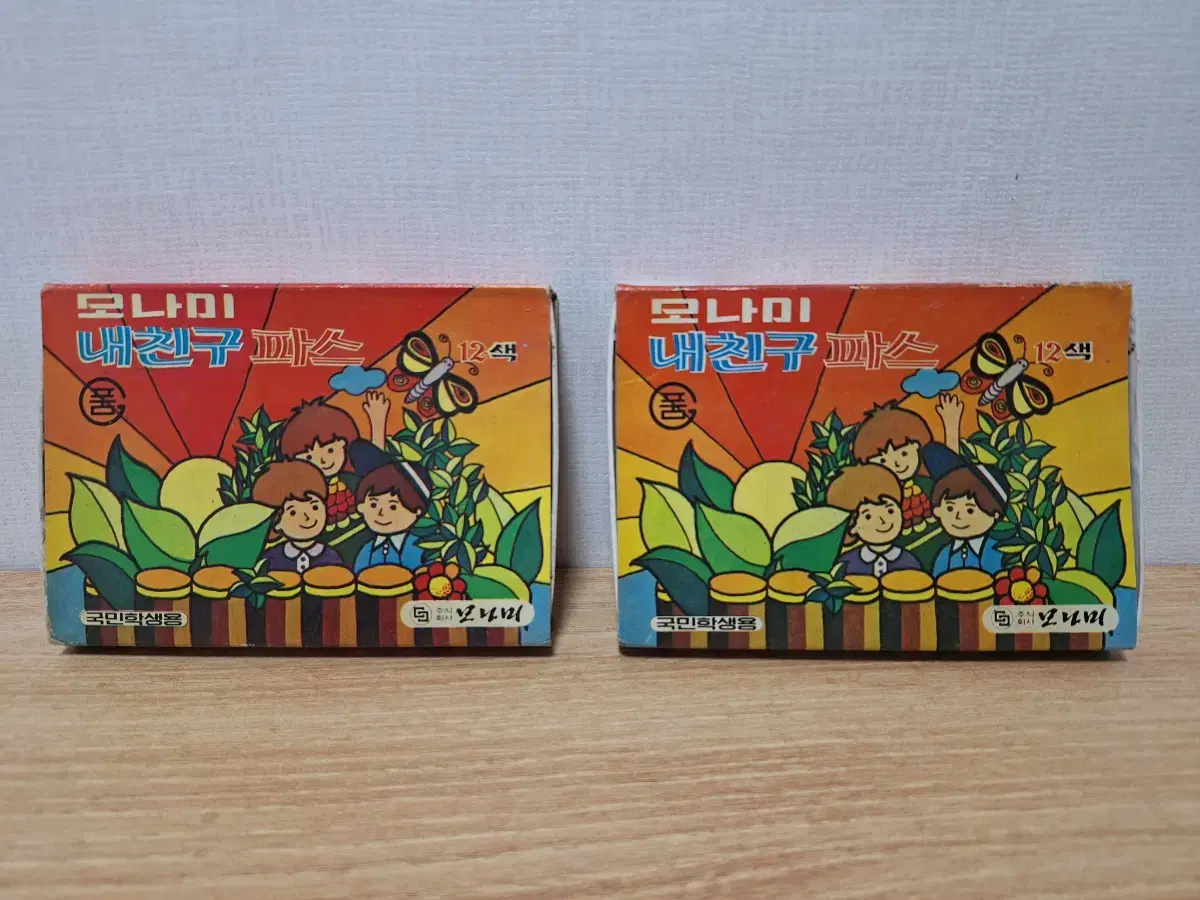 모나미
내친구 파스 12색
품
국민학생용
주식회사 모나미
모나미
내친구 파스 12색
품
국민학생용
주식회사 모나미